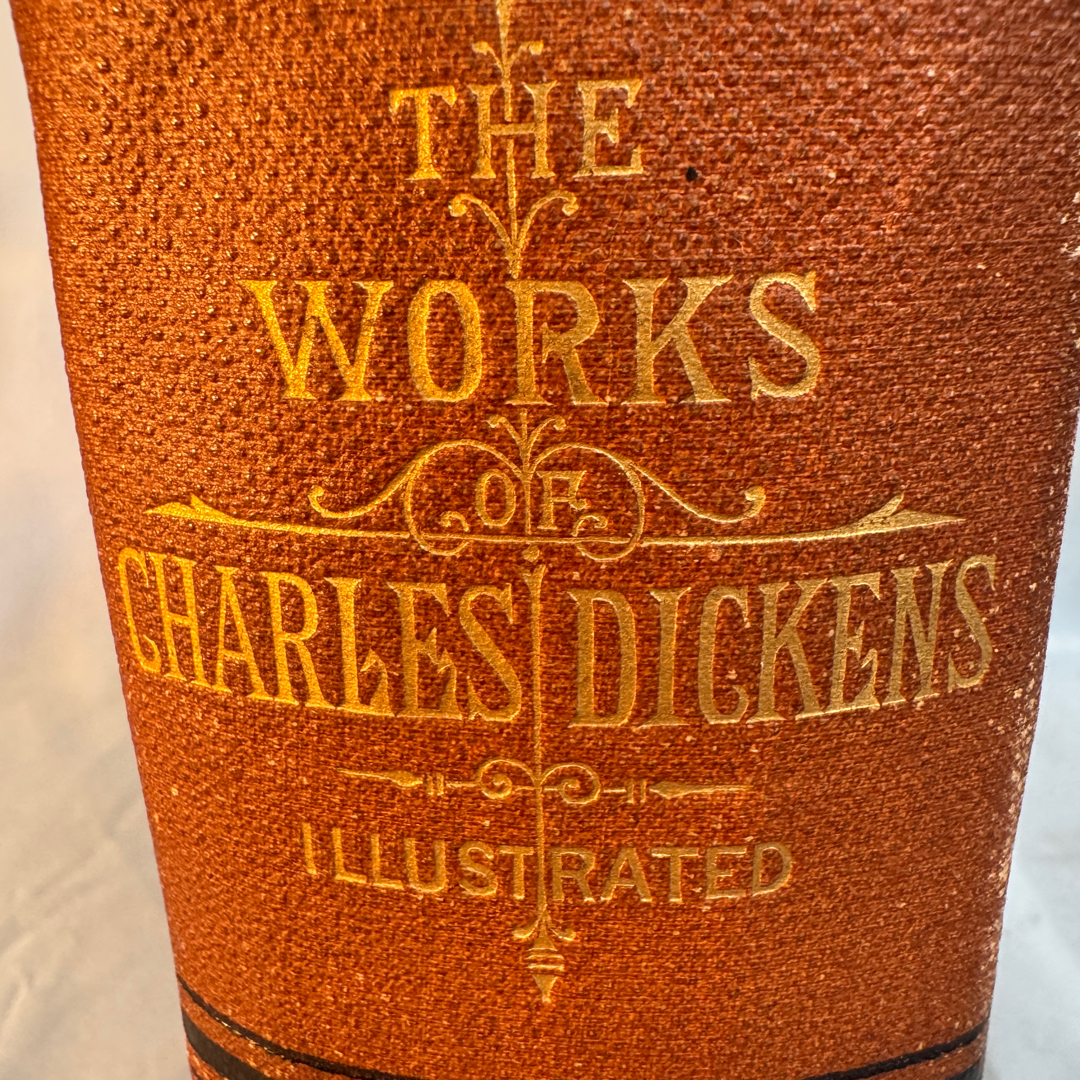 THE
WORKS
OF
CHARLES DICKENS
ILLUSTRATED